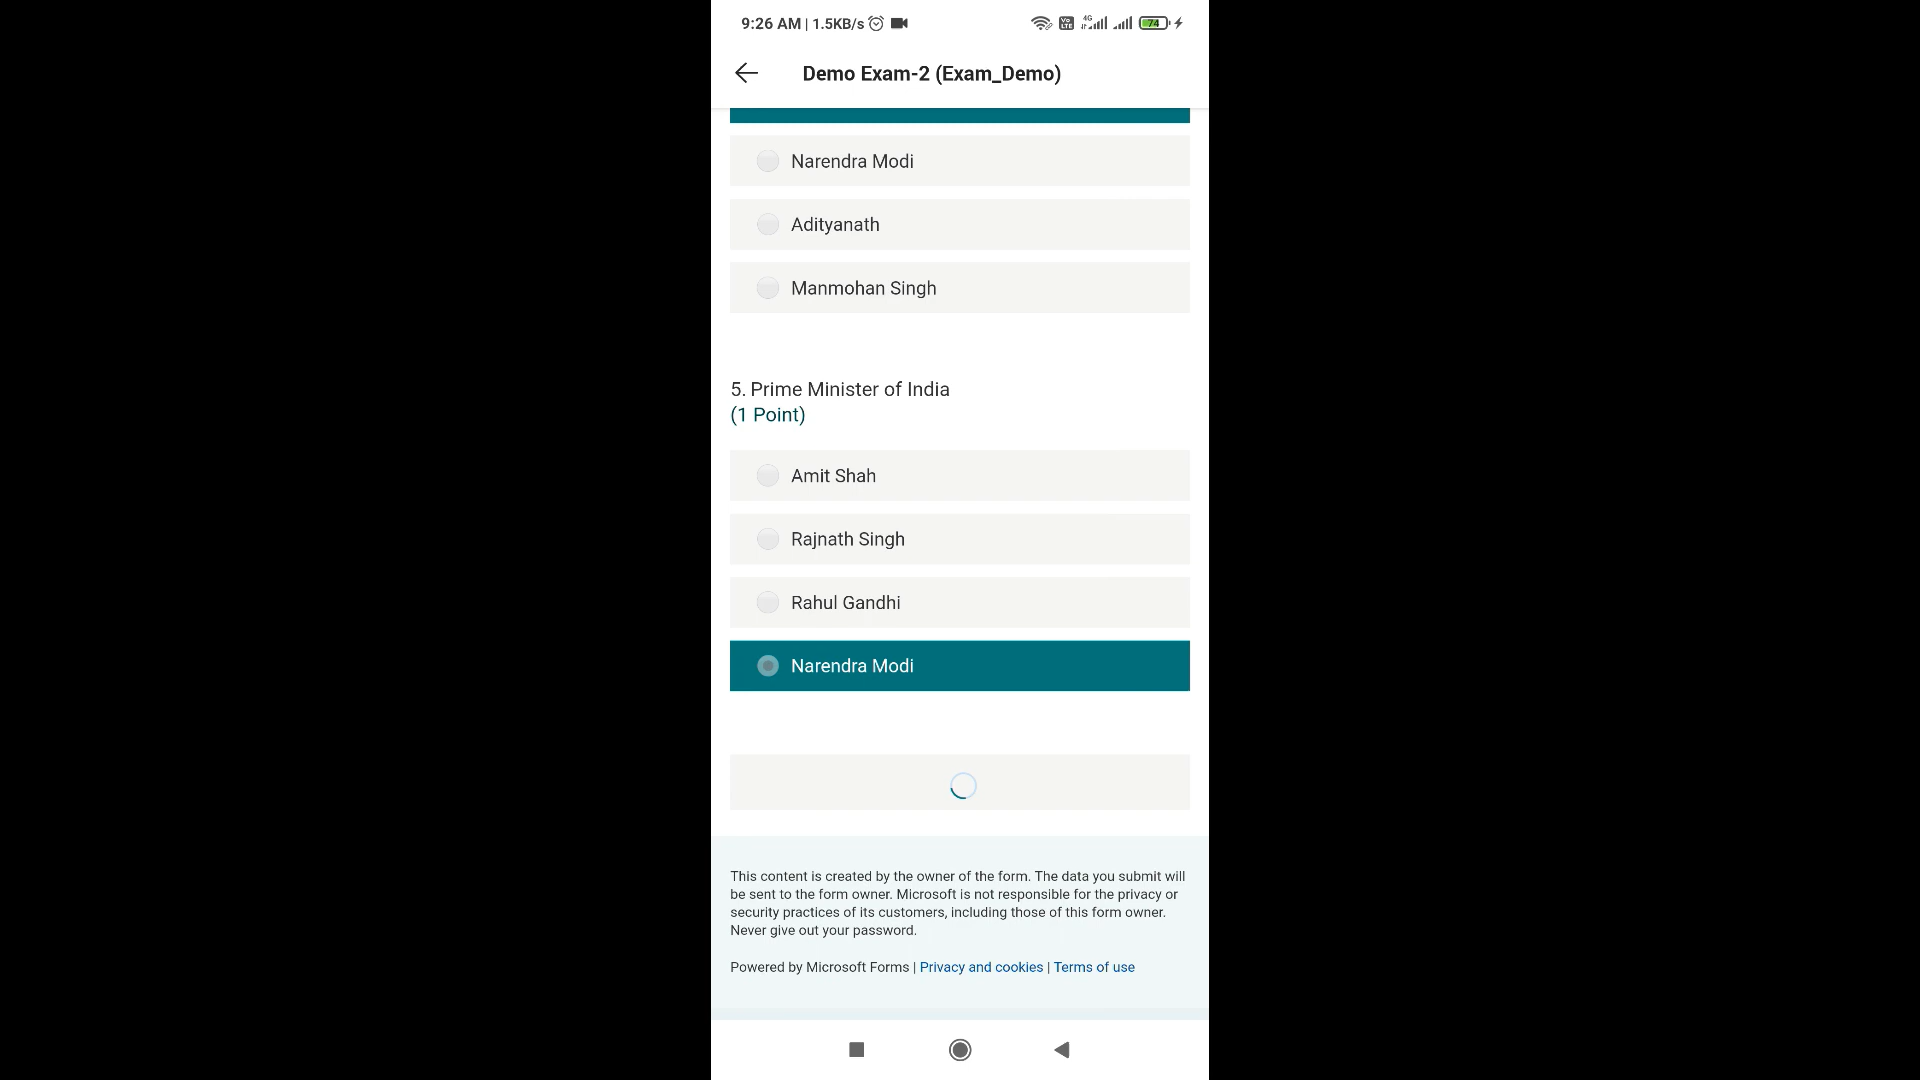 9:26 AM | 1.5KB/s
Vo LTE 4G 74
Demo Exam-2 (Exam_Demo)
Narendra Modi
Adityanath
Manmohan Singh
5. Prime Minister of India
(1 Point)
Amit Shah
Rajnath Singh
Rahul Gandhi
Narendra Modi
This content is created by the owner of the form. The data you submit will
be sent to the form owner. Microsoft is not responsible for the privacy or
security practices of its customers, including those of this form owner.
Never give out your password.
Powered by Microsoft Forms | Privacy and cookies | Terms of use